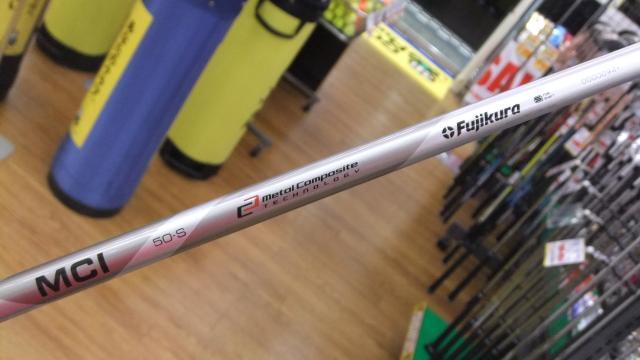 MCI
50-S
Metal Composite
TECHNOLOGY
Fujikura